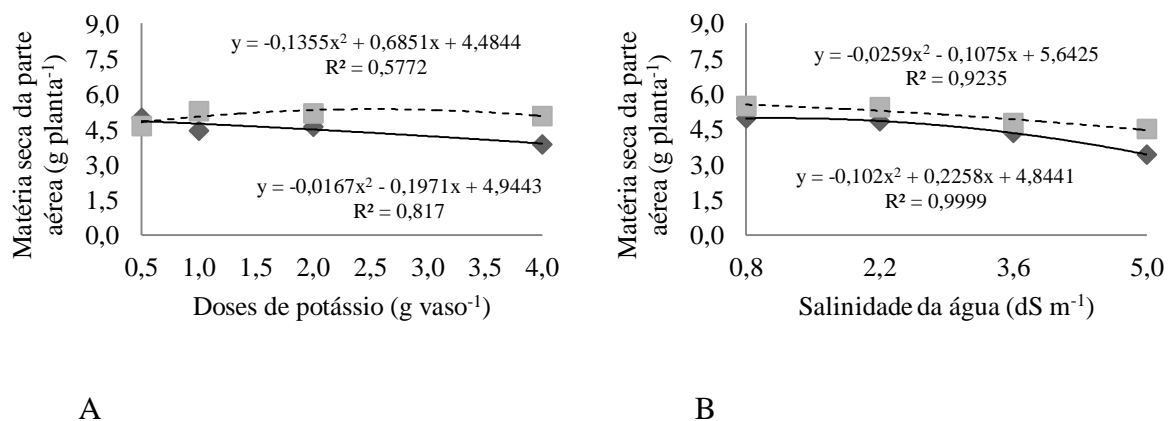 Matéria seca da parte
aérea (g planta-1)
9,0
7,5
6,0
4,5
3,0
1,5
0,0
y = -0,1355x² + 0,6851x + 4,4844
R² = 0,5772
y = -0,0167x² - 0,1971x + 4,9443
R² = 0,817
0,5 1,0 1,5 2,0 2,5 3,0 3,5 4,0
Doses de potássio (g vaso-1)
A
Matéria seca da parte
aérea (g planta-1)
9,0
7,5
6,0
4,5
3,0
1,5
0,0
y = -0,0259x² - 0,1075x + 5,6425
R² = 0,9235
y = -0,102x² + 0,2258x + 4,8441
R² = 0,9999
0,8 2,2 3,6 5,0
Salinidade da água (dS m-1)
B